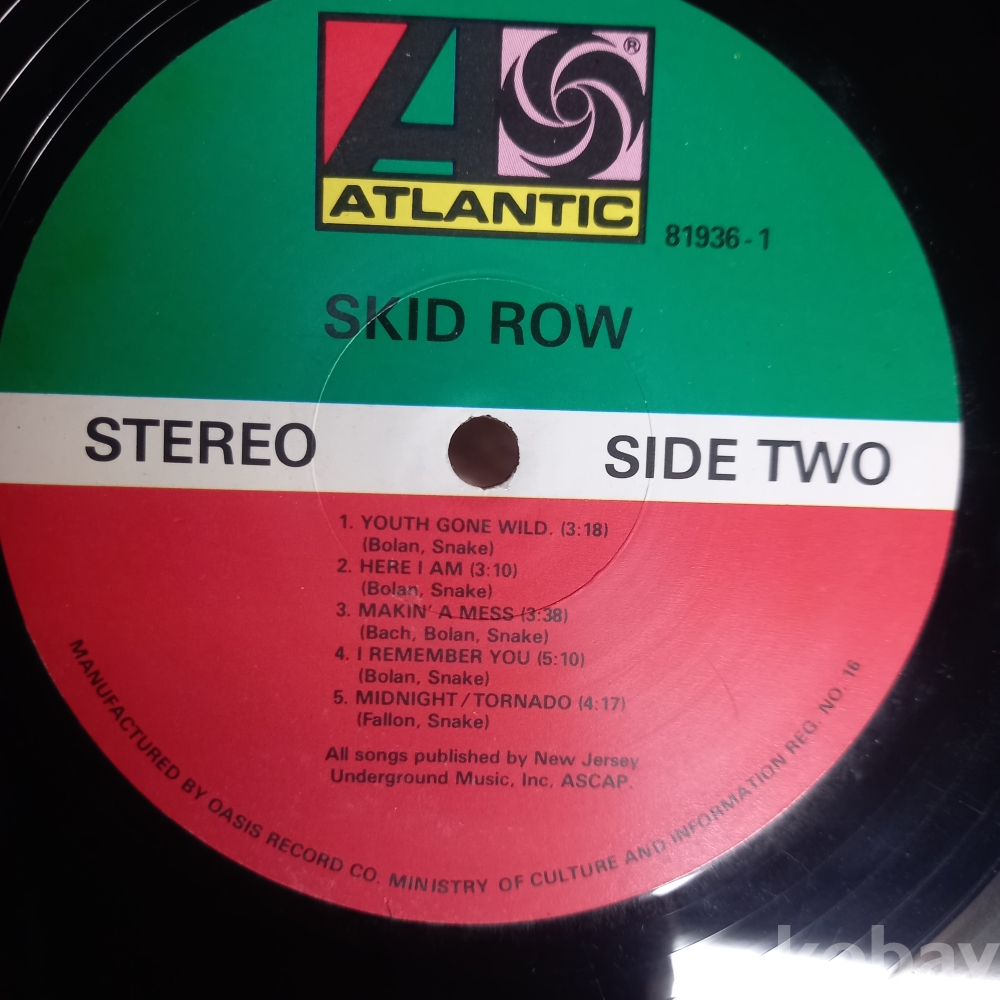 ®
ATLANTIC
81936-1
SKID ROW
STEREO
SIDE TWO
1. YOUTH GONE WILD. (3:18)
(Bolan, Snake)
2. HERE I AM (3:10)
(Bolan, Snake)
3. MAKIN' A MESS (3:38)
(Bach, Bolan, Snake)
4. I REMEMBER YOU (5:10)
(Bolan, Snake)
5. MIDNIGHT/TORNADO (4:17)
(Fallon, Snake)
All songs published by New Jersey
Underground Music, Inc, ASCAP.
MANUFACTURED BY OASIS RECORD CO. MINISTRY OF CULTURE AND INFORMATION REG. NO. 16
kobay